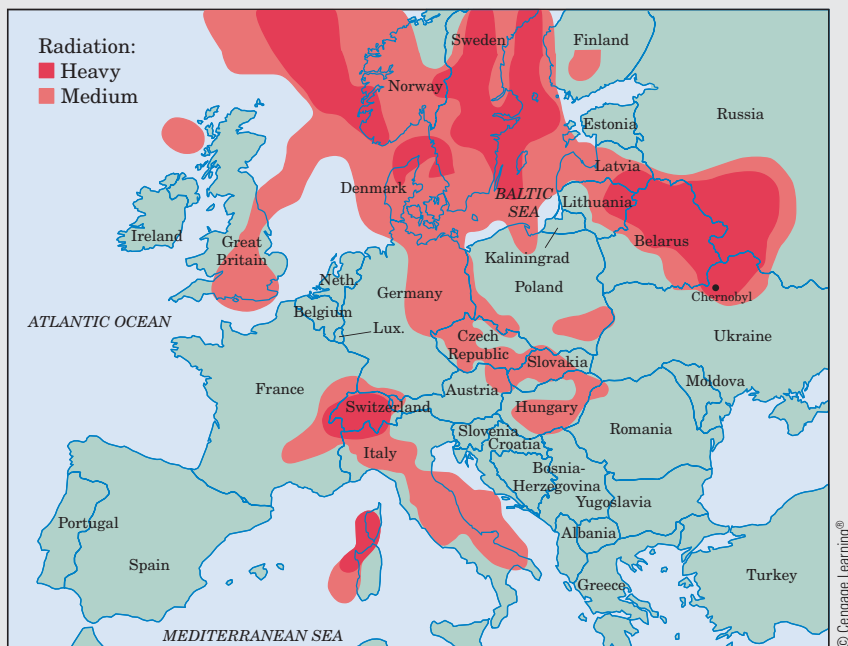 Radiation:
Heavy
Medium
Sweden
Finland
Norway
Russia
Estonia
Latvia
Denmark
BALTIC
SEA
Lithuania
Ireland
Great
Britain
Belarus
Kaliningrad
Neth.
Germany
Poland
Chernobyl
Belgium
ATLANTIC OCEAN
Lux.
Czech
Republic
Ukraine
Slovakia
France
Austria
Moldova
Switzerland
Hungary
Slovenia
Croatia
Romania
Italy
Bosnia-
Herzegovina
Yugoslavia
Portugal
Albania
Spain
Greece
Turkey
MEDITERRANEAN SEA
© Cengage Learning®